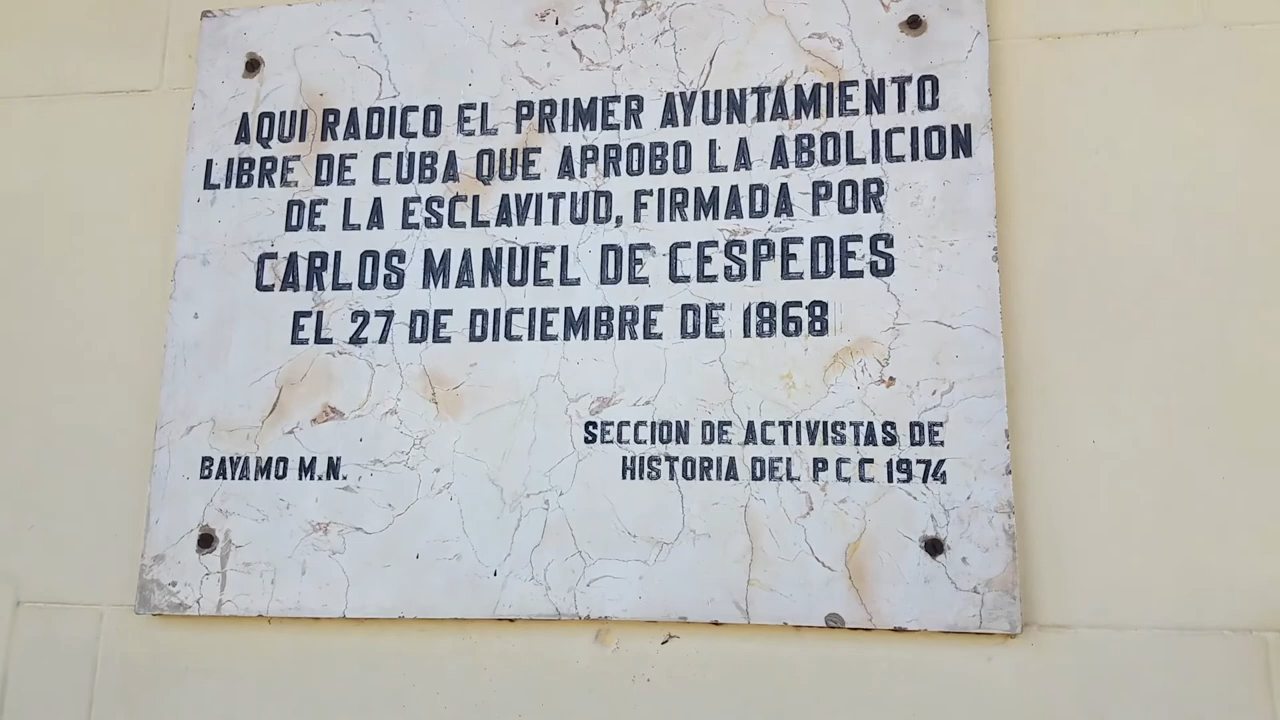 AQUI RADICO EL PRIMER AYUNTAMIENTO
LIBRE DE CUBA QUE APROBO LA ABOLICION
DE LA ESCLAVITUD, FIRMADA POR
CARLOS MANUEL DE CESPEDES
EL 27 DE DICIEMBRE DE 1868
SECCION DE ACTIVISTAS DE
BAYAMO M.N.
HISTORIA DEL P C C 1974